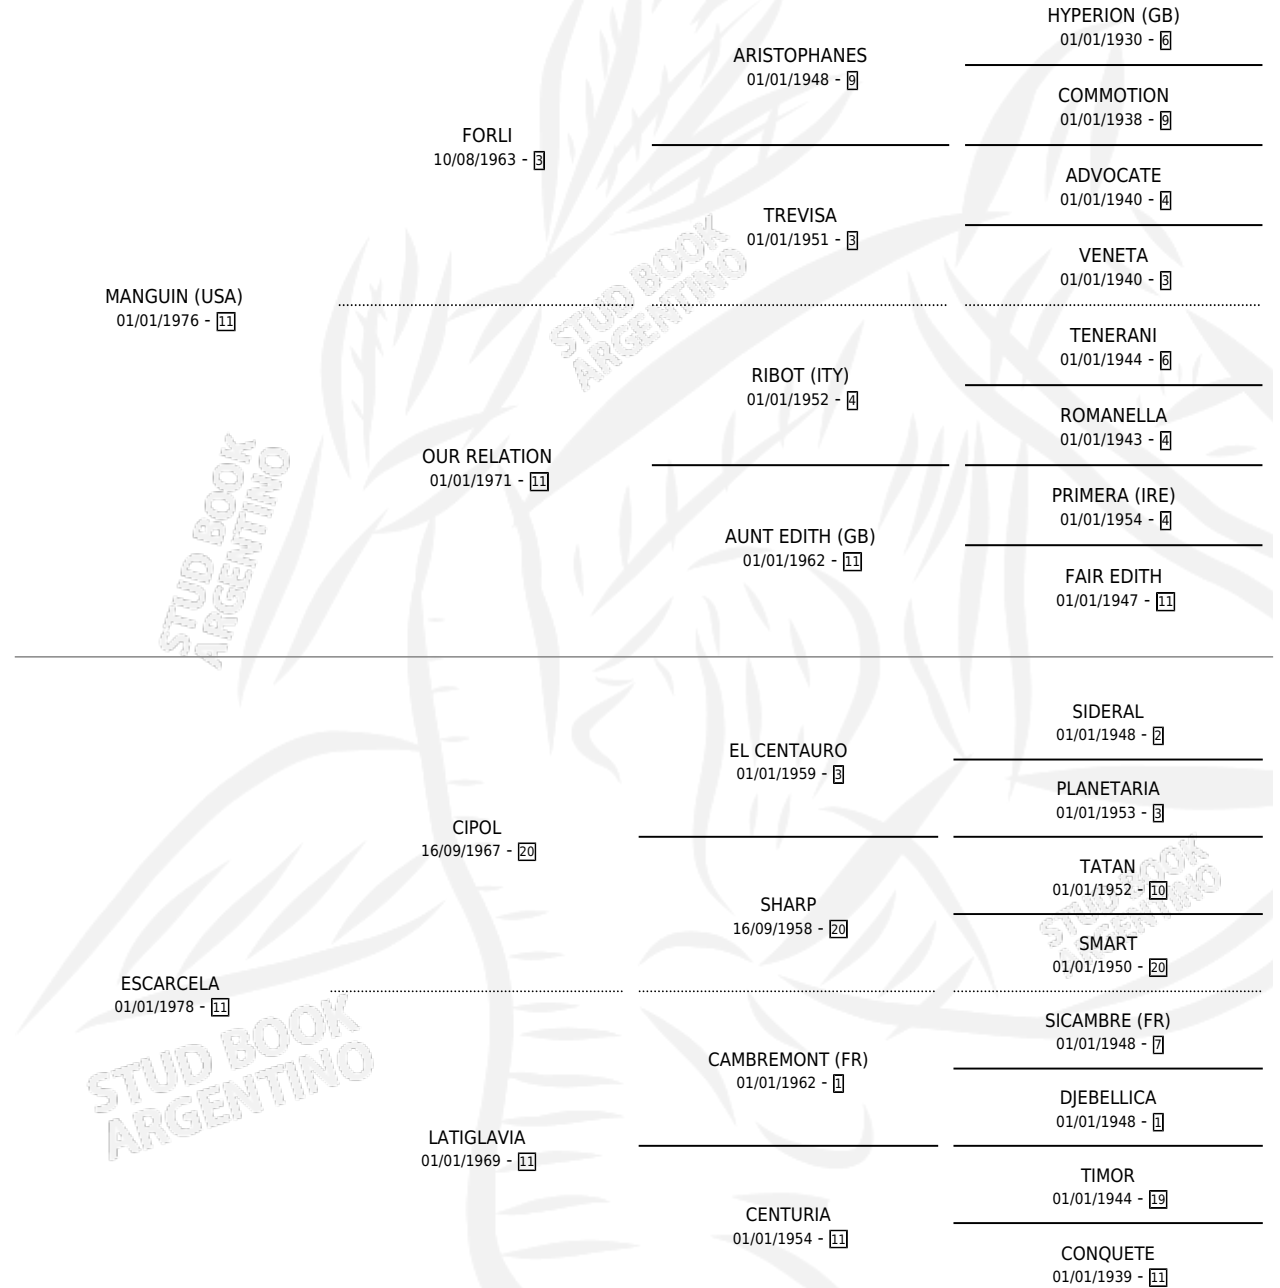 HYPERION (GB)
01/01/1930 - 6
ARISTOPHANES
01/01/1948 - 9
COMMOTION
01/01/1938 - 9
FORLI
10/08/1963 - 3
ADVOCATE
01/01/1940 - 4
TREVISA
01/01/1951 - 3
VENETA
01/01/1940 - 3
MANGUIN (USA)
01/01/1976 - 11
TENERANI
01/01/1944 - 6
RIBOT (ITY)
01/01/1952 - 4
ROMANELLA
01/01/1943 - 4
OUR RELATION
01/01/1971 - 11
PRIMERA (IRE)
01/01/1954 - 4
AUNT EDITH (GB)
01/01/1962 - 11
FAIR EDITH
01/01/1947 - 11
STUD BOOK
ARGENTINO
STUD BOOK
ARGENTINO
SIDERAL
01/01/1948 - 2
EL CENTAURO
01/01/1959 - 3
PLANETARIA
01/01/1953 - 3
CIPOL
16/09/1967 - 20
TATAN
01/01/1952 - 10
SHARP
16/09/1958 - 20
SMART
01/01/1950 - 20
STUD BOOK
ARGENTINO
ESCARCELA
01/01/1978 - 11
SICAMBRE (FR)
01/01/1948 - 7
CAMBREMONT (FR)
01/01/1962 - 1
DJEBELLICA
01/01/1948 - 1
LATIGLAVIA
01/01/1969 - 11
TIMOR
01/01/1944 - 19
CENTURIA
01/01/1954 - 11
CONQUETE
01/01/1939 - 11
STUD BOOK
ARGENTINO